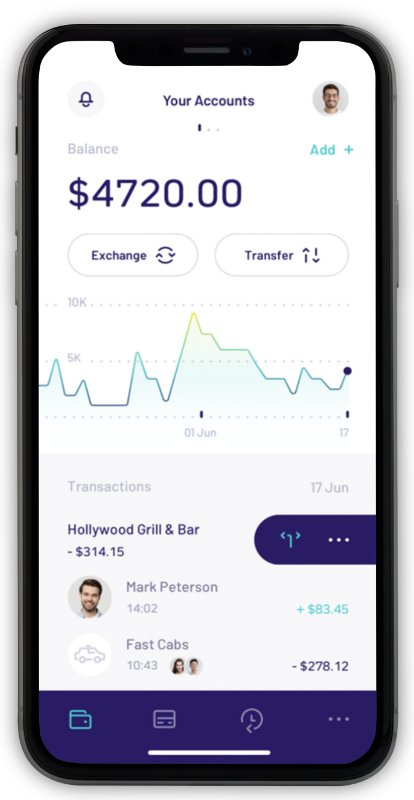 Your Accounts
Balance
Add +
$4720.00
Exchange
Transfer
10K
5K
01 Jun
17
Transactions
17 Jun
Hollywood Grill & Bar
- $314.15
Mark Peterson
14:02
+ $83.45
Fast Cabs
10:43
- $278.12